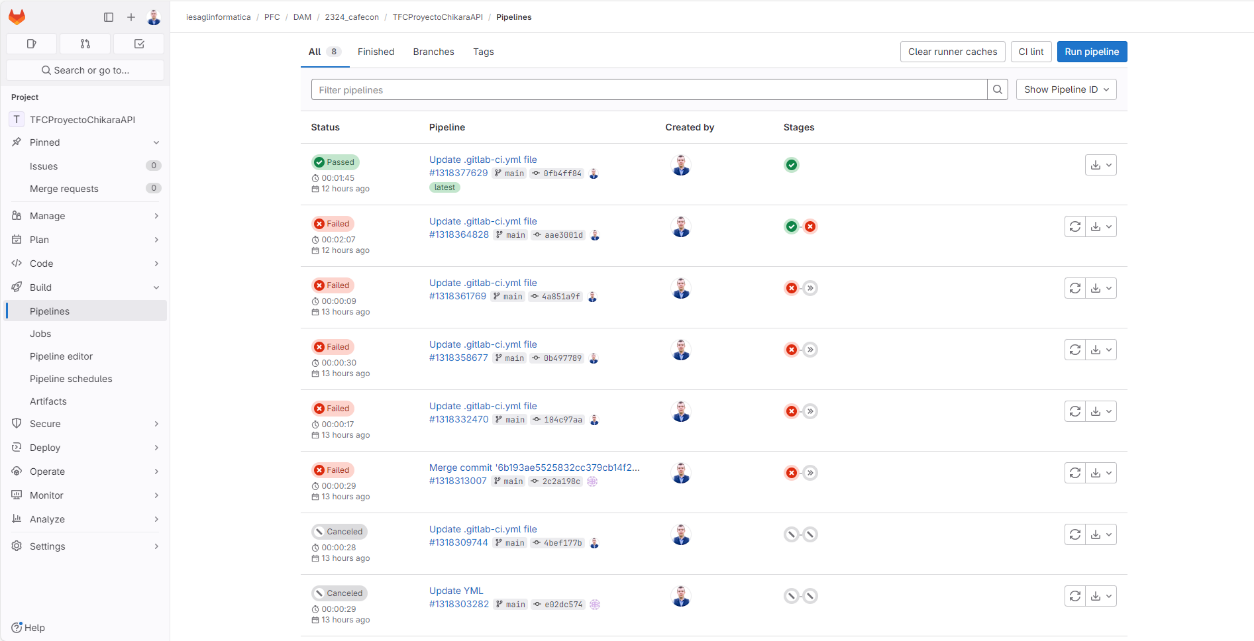 iesaglinformatica / PFC / DAM / 2324_cafecon / TFCProyectoChikaraAPI / Pipelines
Search or go to...
Project
T TFCProyectoChikaraAPI
Pinned
Issues 0
Merge requests 0
Manage
Plan
Code
Build
Pipelines
Jobs
Pipeline editor
Pipeline schedules
Artifacts
Secure
Deploy
Operate
Monitor
Analyze
Settings
Help
All 8 Finished Branches Tags
Clear runner caches CI lint Run pipeline
Filter pipelines Show Pipeline ID
Status Pipeline Created by Stages
Passed Update .gitlab-ci.yml file
00:01:45 #1318377629 main 0fb4ff84
12 hours ago latest
Failed Update .gitlab-ci.yml file
00:02:07 #1318364828 main aae3001d
12 hours ago
Failed Update .gitlab-ci.yml file
00:00:09 #1318361769 main 4a851a9f
13 hours ago
Failed Update .gitlab-ci.yml file
00:00:30 #1318358677 main 0b497789
13 hours ago
Failed Update .gitlab-ci.yml file
00:00:17 #1318332470 main 184c97aa
13 hours ago
Failed Merge commit '6b193ae5525832cc379cb14f2...
00:00:29 #1318313007 main 2c2a198c
13 hours ago
Canceled Update .gitlab-ci.yml file
00:00:28 #1318309744 main 4bef177b
13 hours ago
Canceled Update YML
00:00:29 #1318303282 main e02dc574
13 hours ago